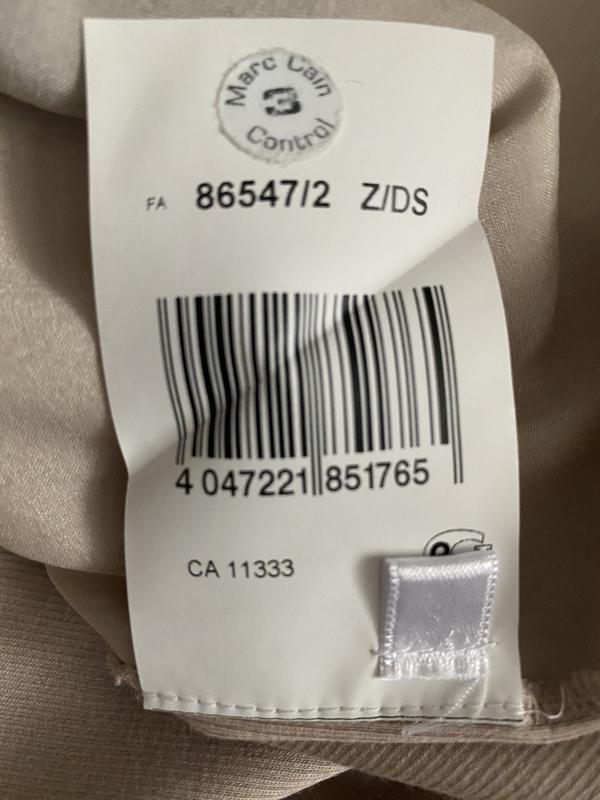 Marc Cain
3
Control
FA 86547/2 Z/DS
4 047221 851765
CA 11333